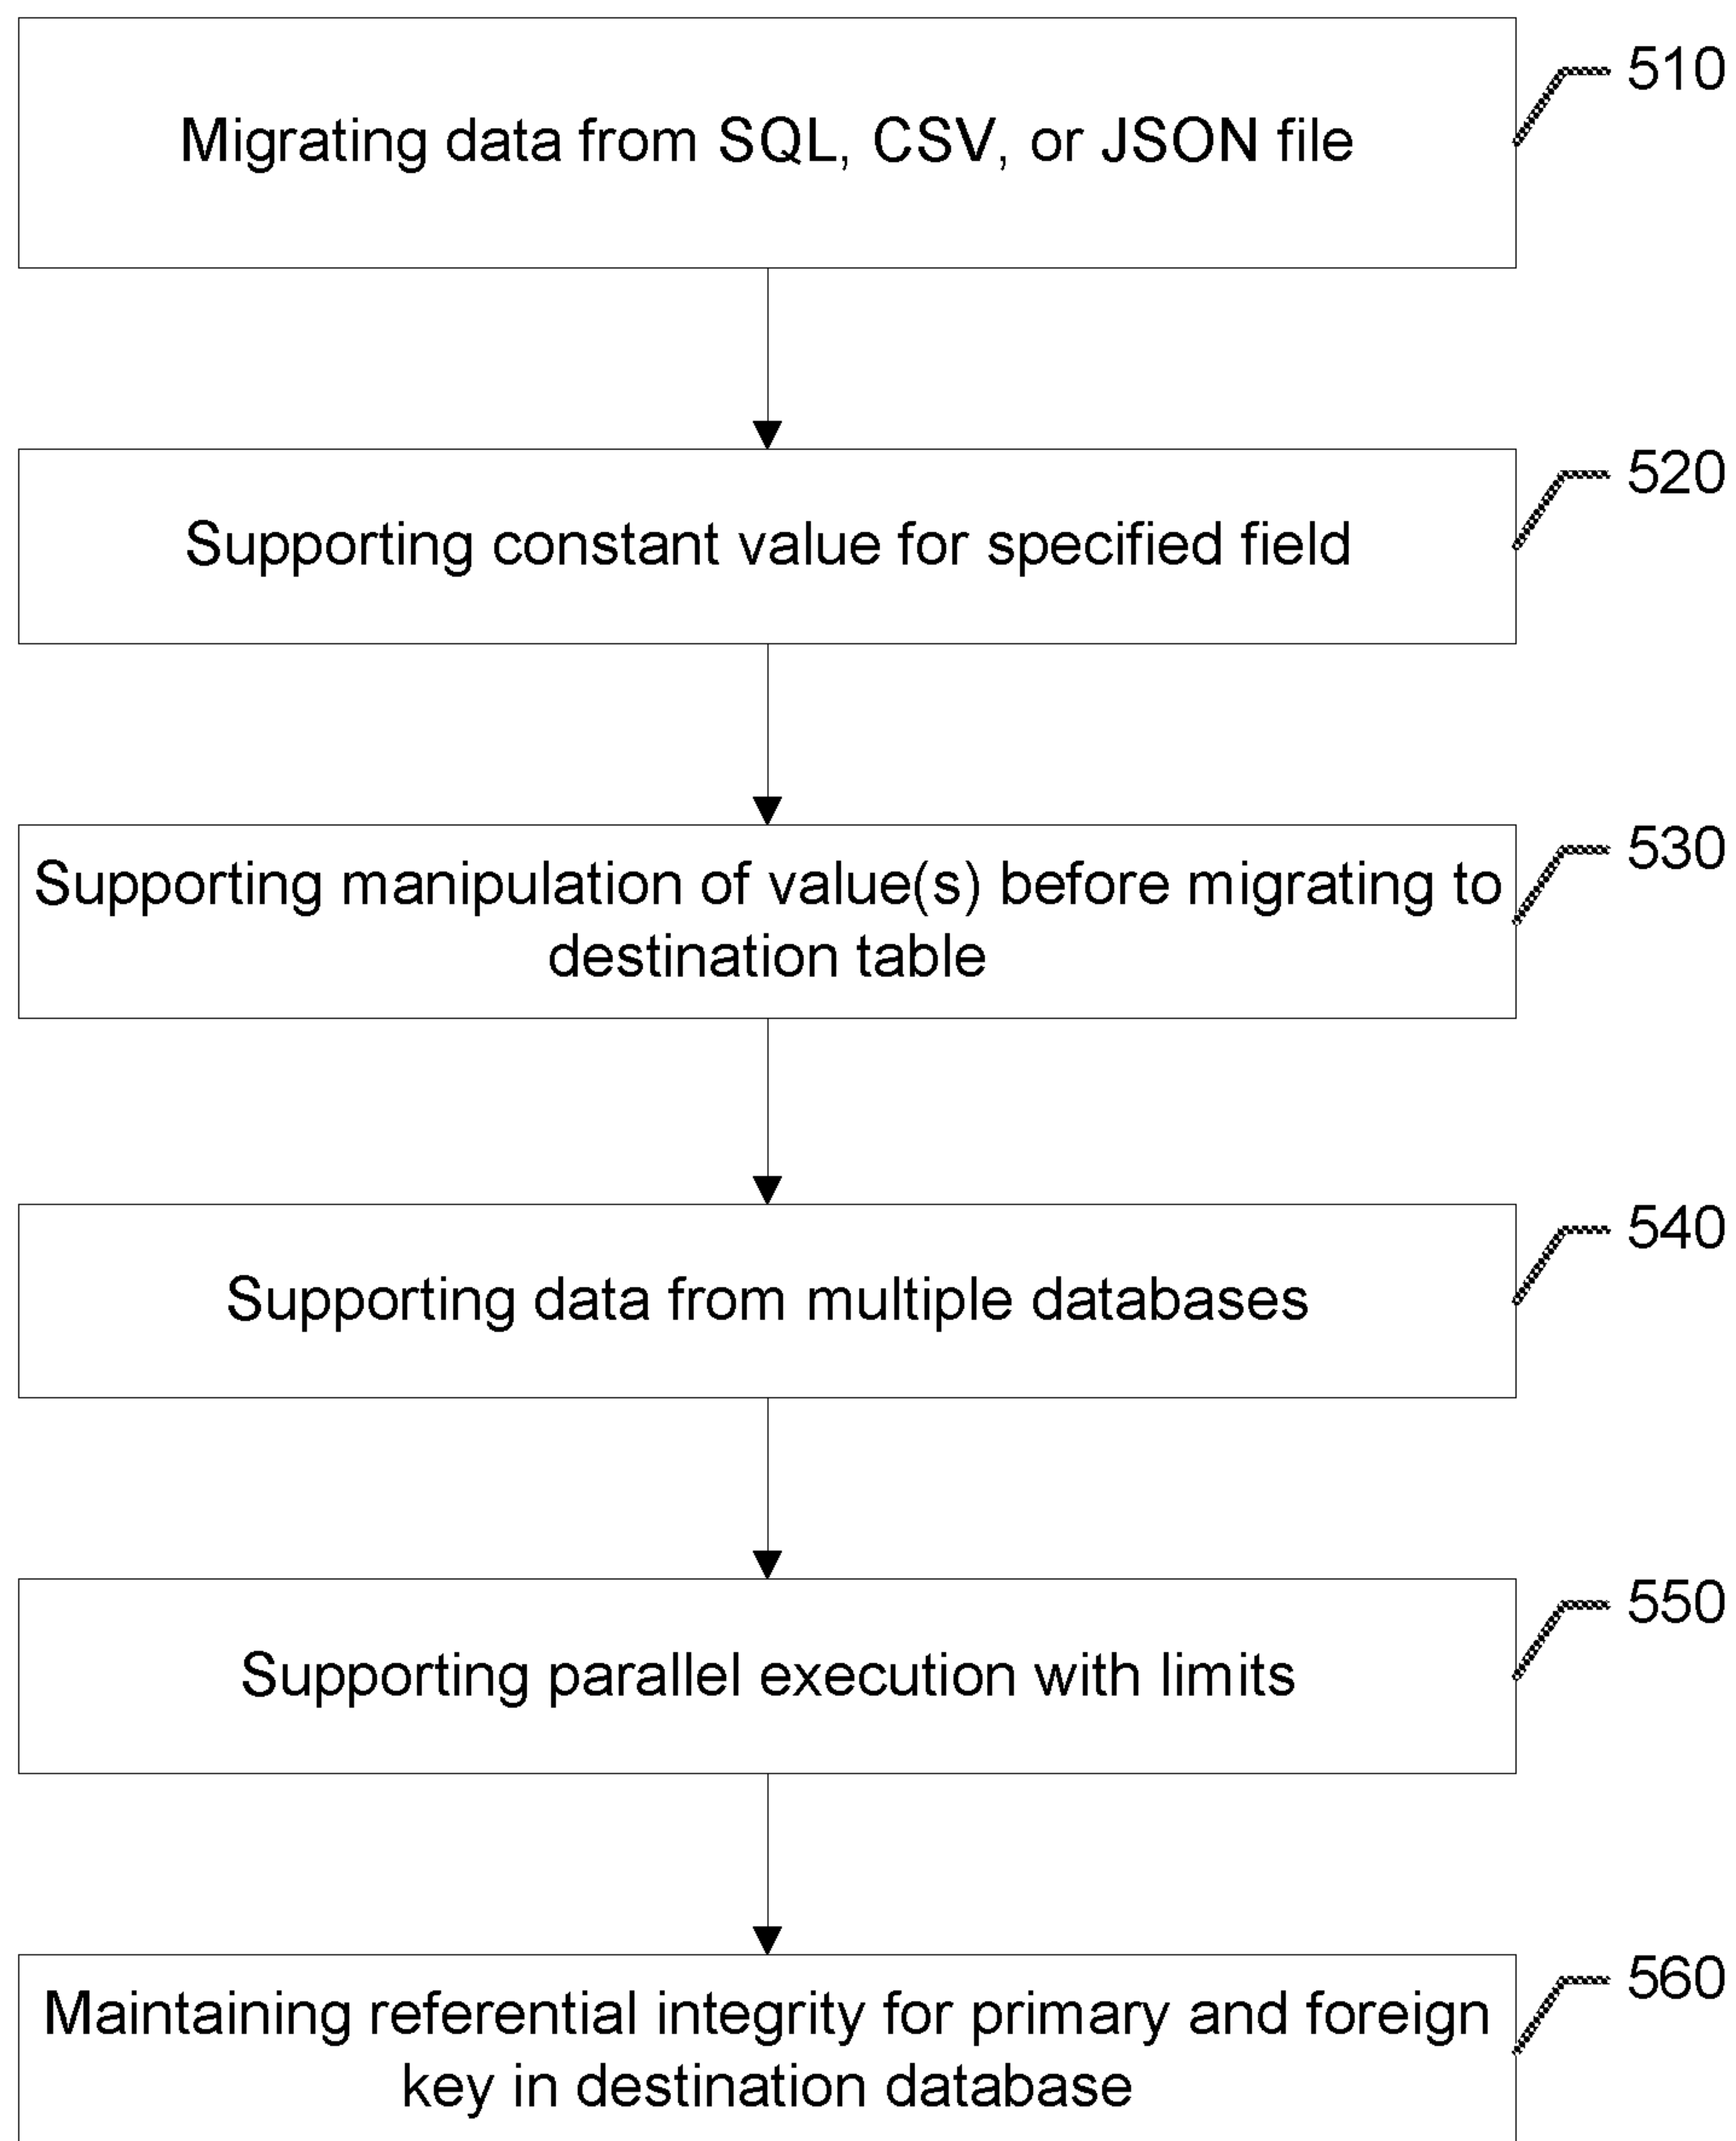 510
Migrating data from SQL, CSV, or JSON file
520
Supporting constant value for specified field
530
Supporting manipulation of value(s) before migrating to
destination table
540
Supporting data from multiple databases
550
Supporting parallel execution with limits
560
Maintaining referential integrity for primary and foreign
key in destination database